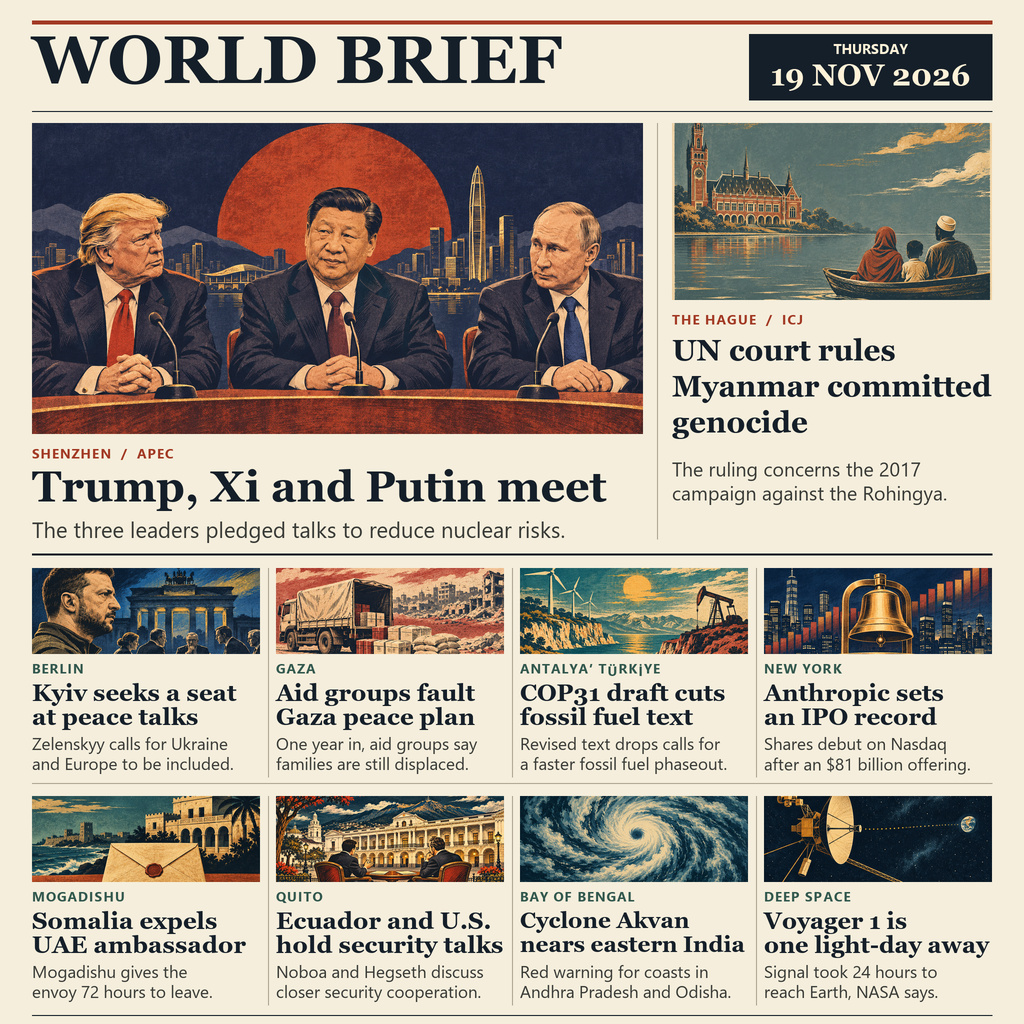 WORLD BRIEF
THURSDAY
19 NOV 2026
SHENZHEN / APEC
Trump, Xi and Putin meet
The three leaders pledged talks to reduce nuclear risks.
THE HAGUE / ICJ
UN court rules
Myanmar committed
genocide
The ruling concerns the 2017
campaign against the Rohingya.
BERLIN
Kyiv seeks a seat
at peace talks
Zelenskyy calls for Ukraine
and Europe to be included.
GAZA
Aid groups fault
Gaza peace plan
One year in, aid groups say
families are still displaced.
ANTALYA’ TüRKİYE
COP31 draft cuts
fossil fuel text
Revised text drops calls for
a faster fossil fuel phaseout.
NEW YORK
Anthropic sets
an IPO record
Shares debut on Nasdaq
after an $81 billion offering.
MOGADISHU
Somalia expels
UAE ambassador
Mogadishu gives the
envoy 72 hours to leave.
QUITO
Ecuador and U.S.
hold security talks
Noboa and Hegseth discuss
closer security cooperation.
BAY OF BENGAL
Cyclone Akvan
nears eastern India
Red warning for coasts in
Andhra Pradesh and Odisha.
DEEP SPACE
Voyager 1 is
one light-day away
Signal took 24 hours to
reach Earth, NASA says.